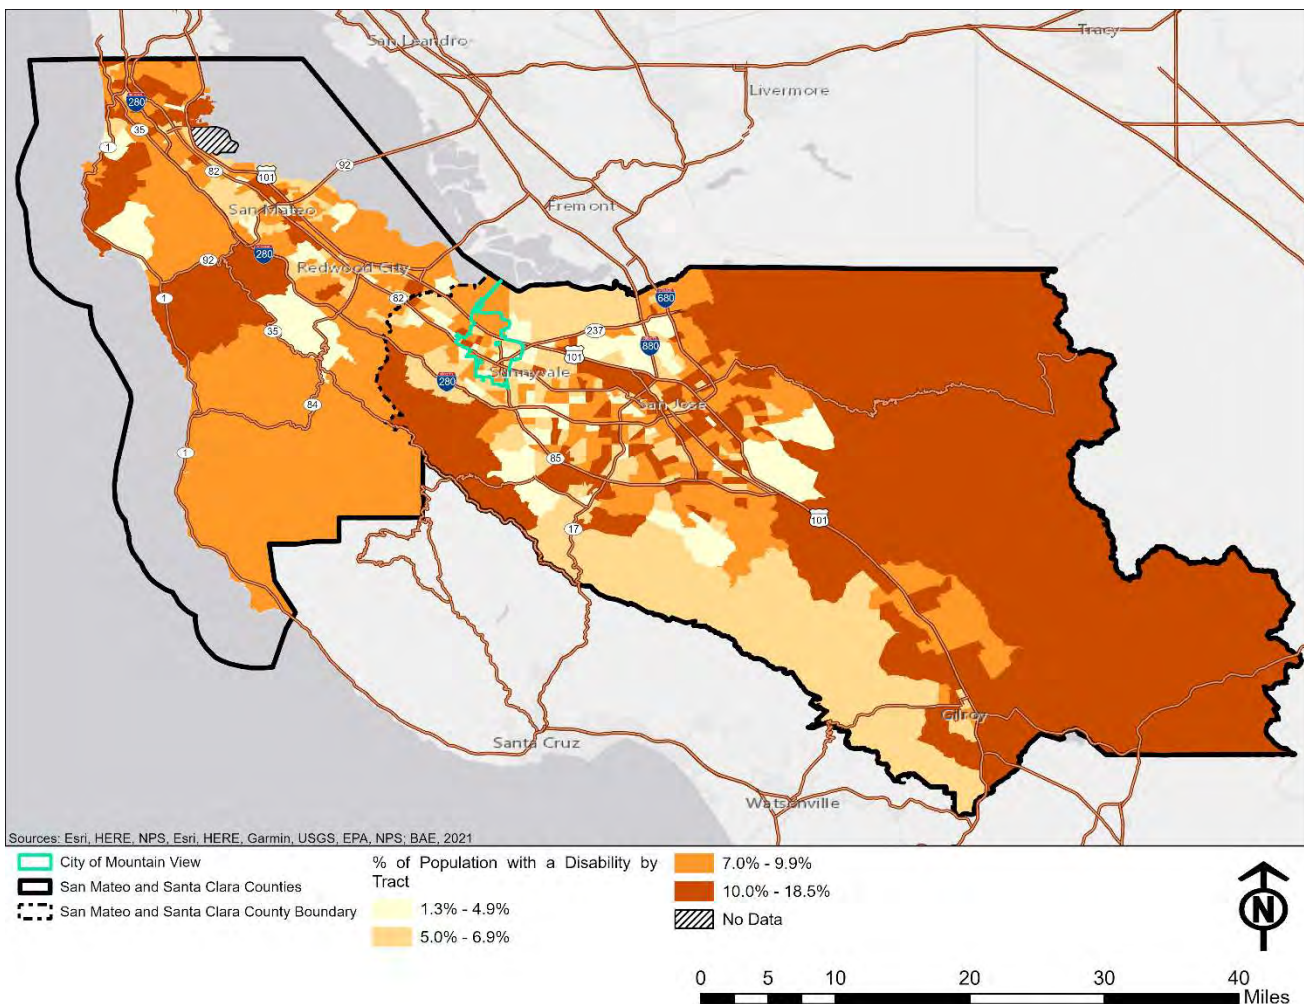 San Leandro
Tracy
Livermore
280
35
1
92
82
101
San Mateo
Fremont
92
280
Redwood City
1
82
680
35
237
880
101
Sunnyvale
280
84
San Jose
1
85
101
17
Gilroy
Santa Cruz
Watsonville
Sources: Esri, HERE, NPS, Esri, HERE, Garmin, USGS, EPA, NPS; BAE, 2021
City of Mountain View
San Mateo and Santa Clara Counties
San Mateo and Santa Clara County Boundary
% of Population with a Disability by
Tract
1.3% - 4.9%
5.0% - 6.9%
7.0% - 9.9%
10.0% - 18.5%
No Data
N
0 5 10 20 30 40
Miles